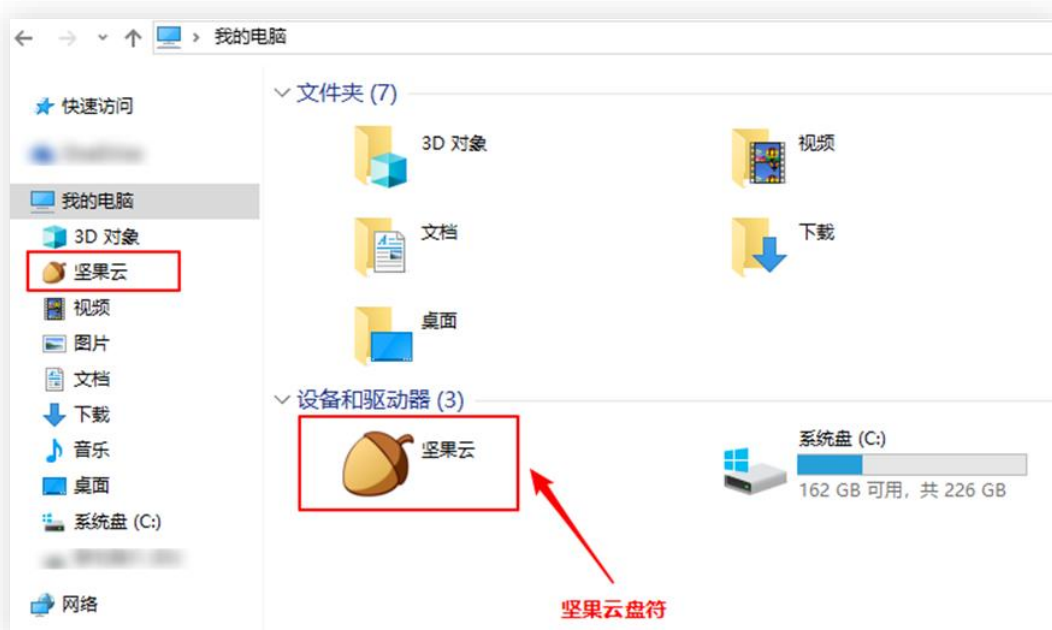 我的电脑
快速访问
我的电脑
3D 对象
坚果云
视频
图片
文档
下载
音乐
桌面
系统盘 (C:)
网络
文件夹 (7)
3D 对象
视频
文档
下载
桌面
设备和驱动器 (3)
坚果云
系统盘 (C:)
162 GB 可用, 共 226 GB
坚果云盘符